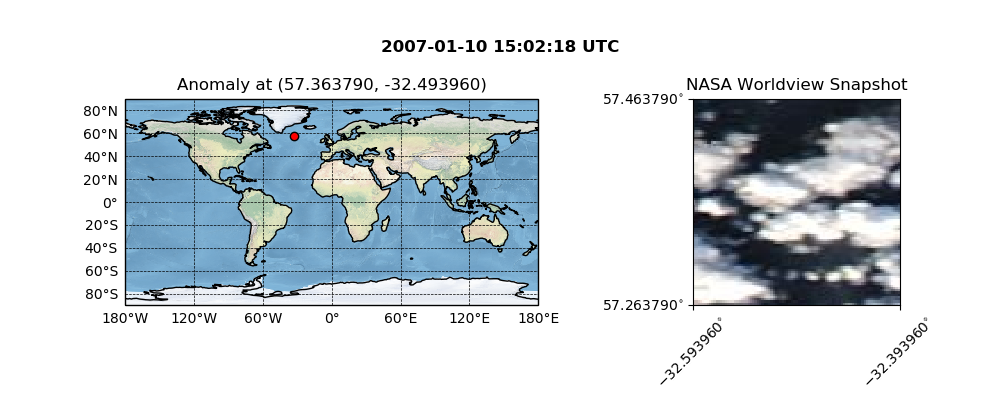 2007-01-10 15:02:18 UTC
Anomaly at (57.363790, -32.493960)
80°N
60°N
40°N
20°N
0°
20°S
40°S
60°S
80°S
180°W 120°W 60°W 0° 60°E 120°E 180°E
NASA Worldview Snapshot
57.463790°
57.263790°
−32.593960°
−32.393960°